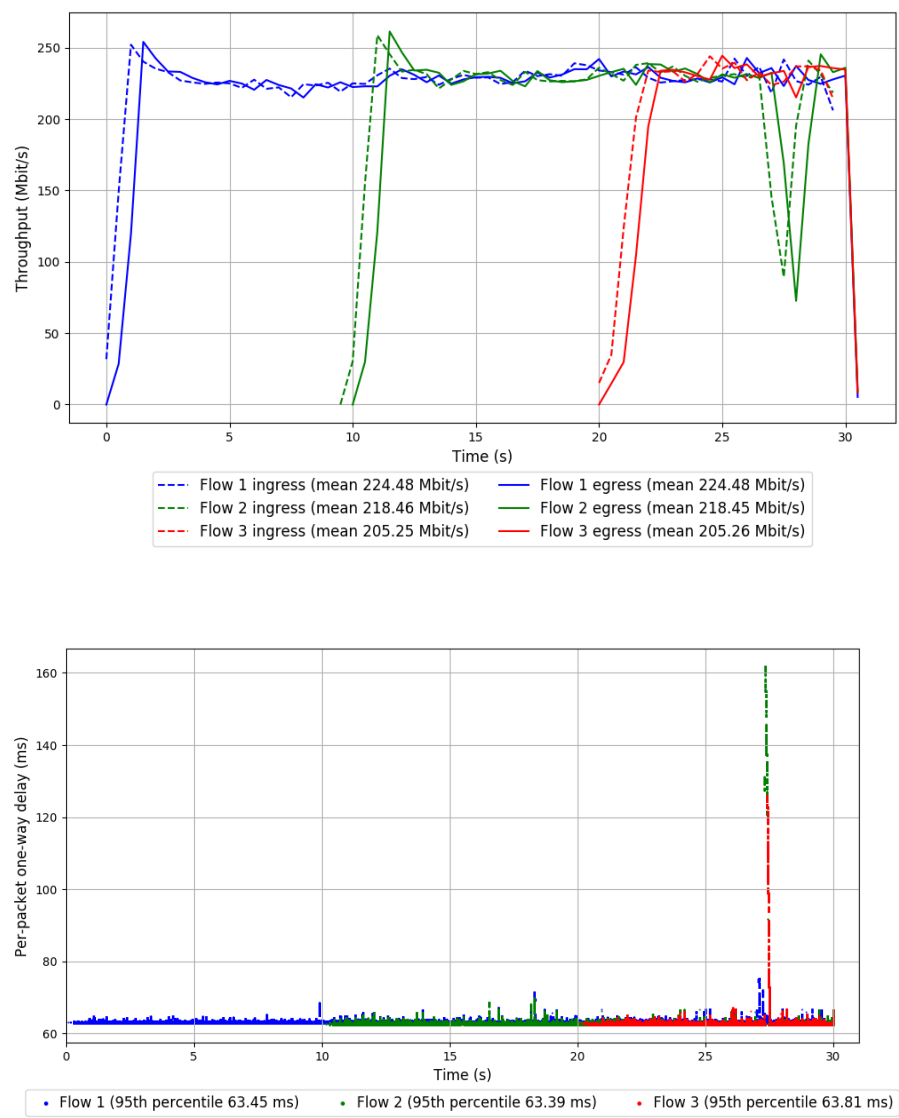 250
200
150
100
50
0
Throughput (Mbit/s)
0 5 10 15 20 25 30
Time (s)
Flow 1 ingress (mean 224.48 Mbit/s) Flow 1 egress (mean 224.48 Mbit/s)
Flow 2 ingress (mean 218.46 Mbit/s) Flow 2 egress (mean 218.45 Mbit/s)
Flow 3 ingress (mean 205.25 Mbit/s) Flow 3 egress (mean 205.26 Mbit/s)
160
140
120
100
80
60
Per-packet one-way delay (ms)
0 5 10 15 20 25 30
Time (s)
Flow 1 (95th percentile 63.45 ms) Flow 2 (95th percentile 63.39 ms) Flow 3 (95th percentile 63.81 ms)